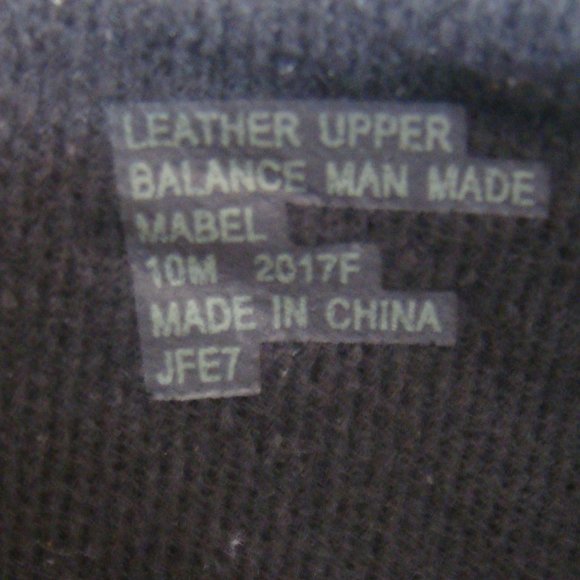 LEATHER UPPER
BALANCE MAN MADE
MABEL
10M 2017F
MADE IN CHINA
JFE7